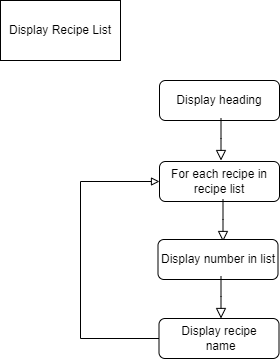 Display Recipe List
Display heading
For each recipe in
recipe list
Display number in list
Display recipe
name